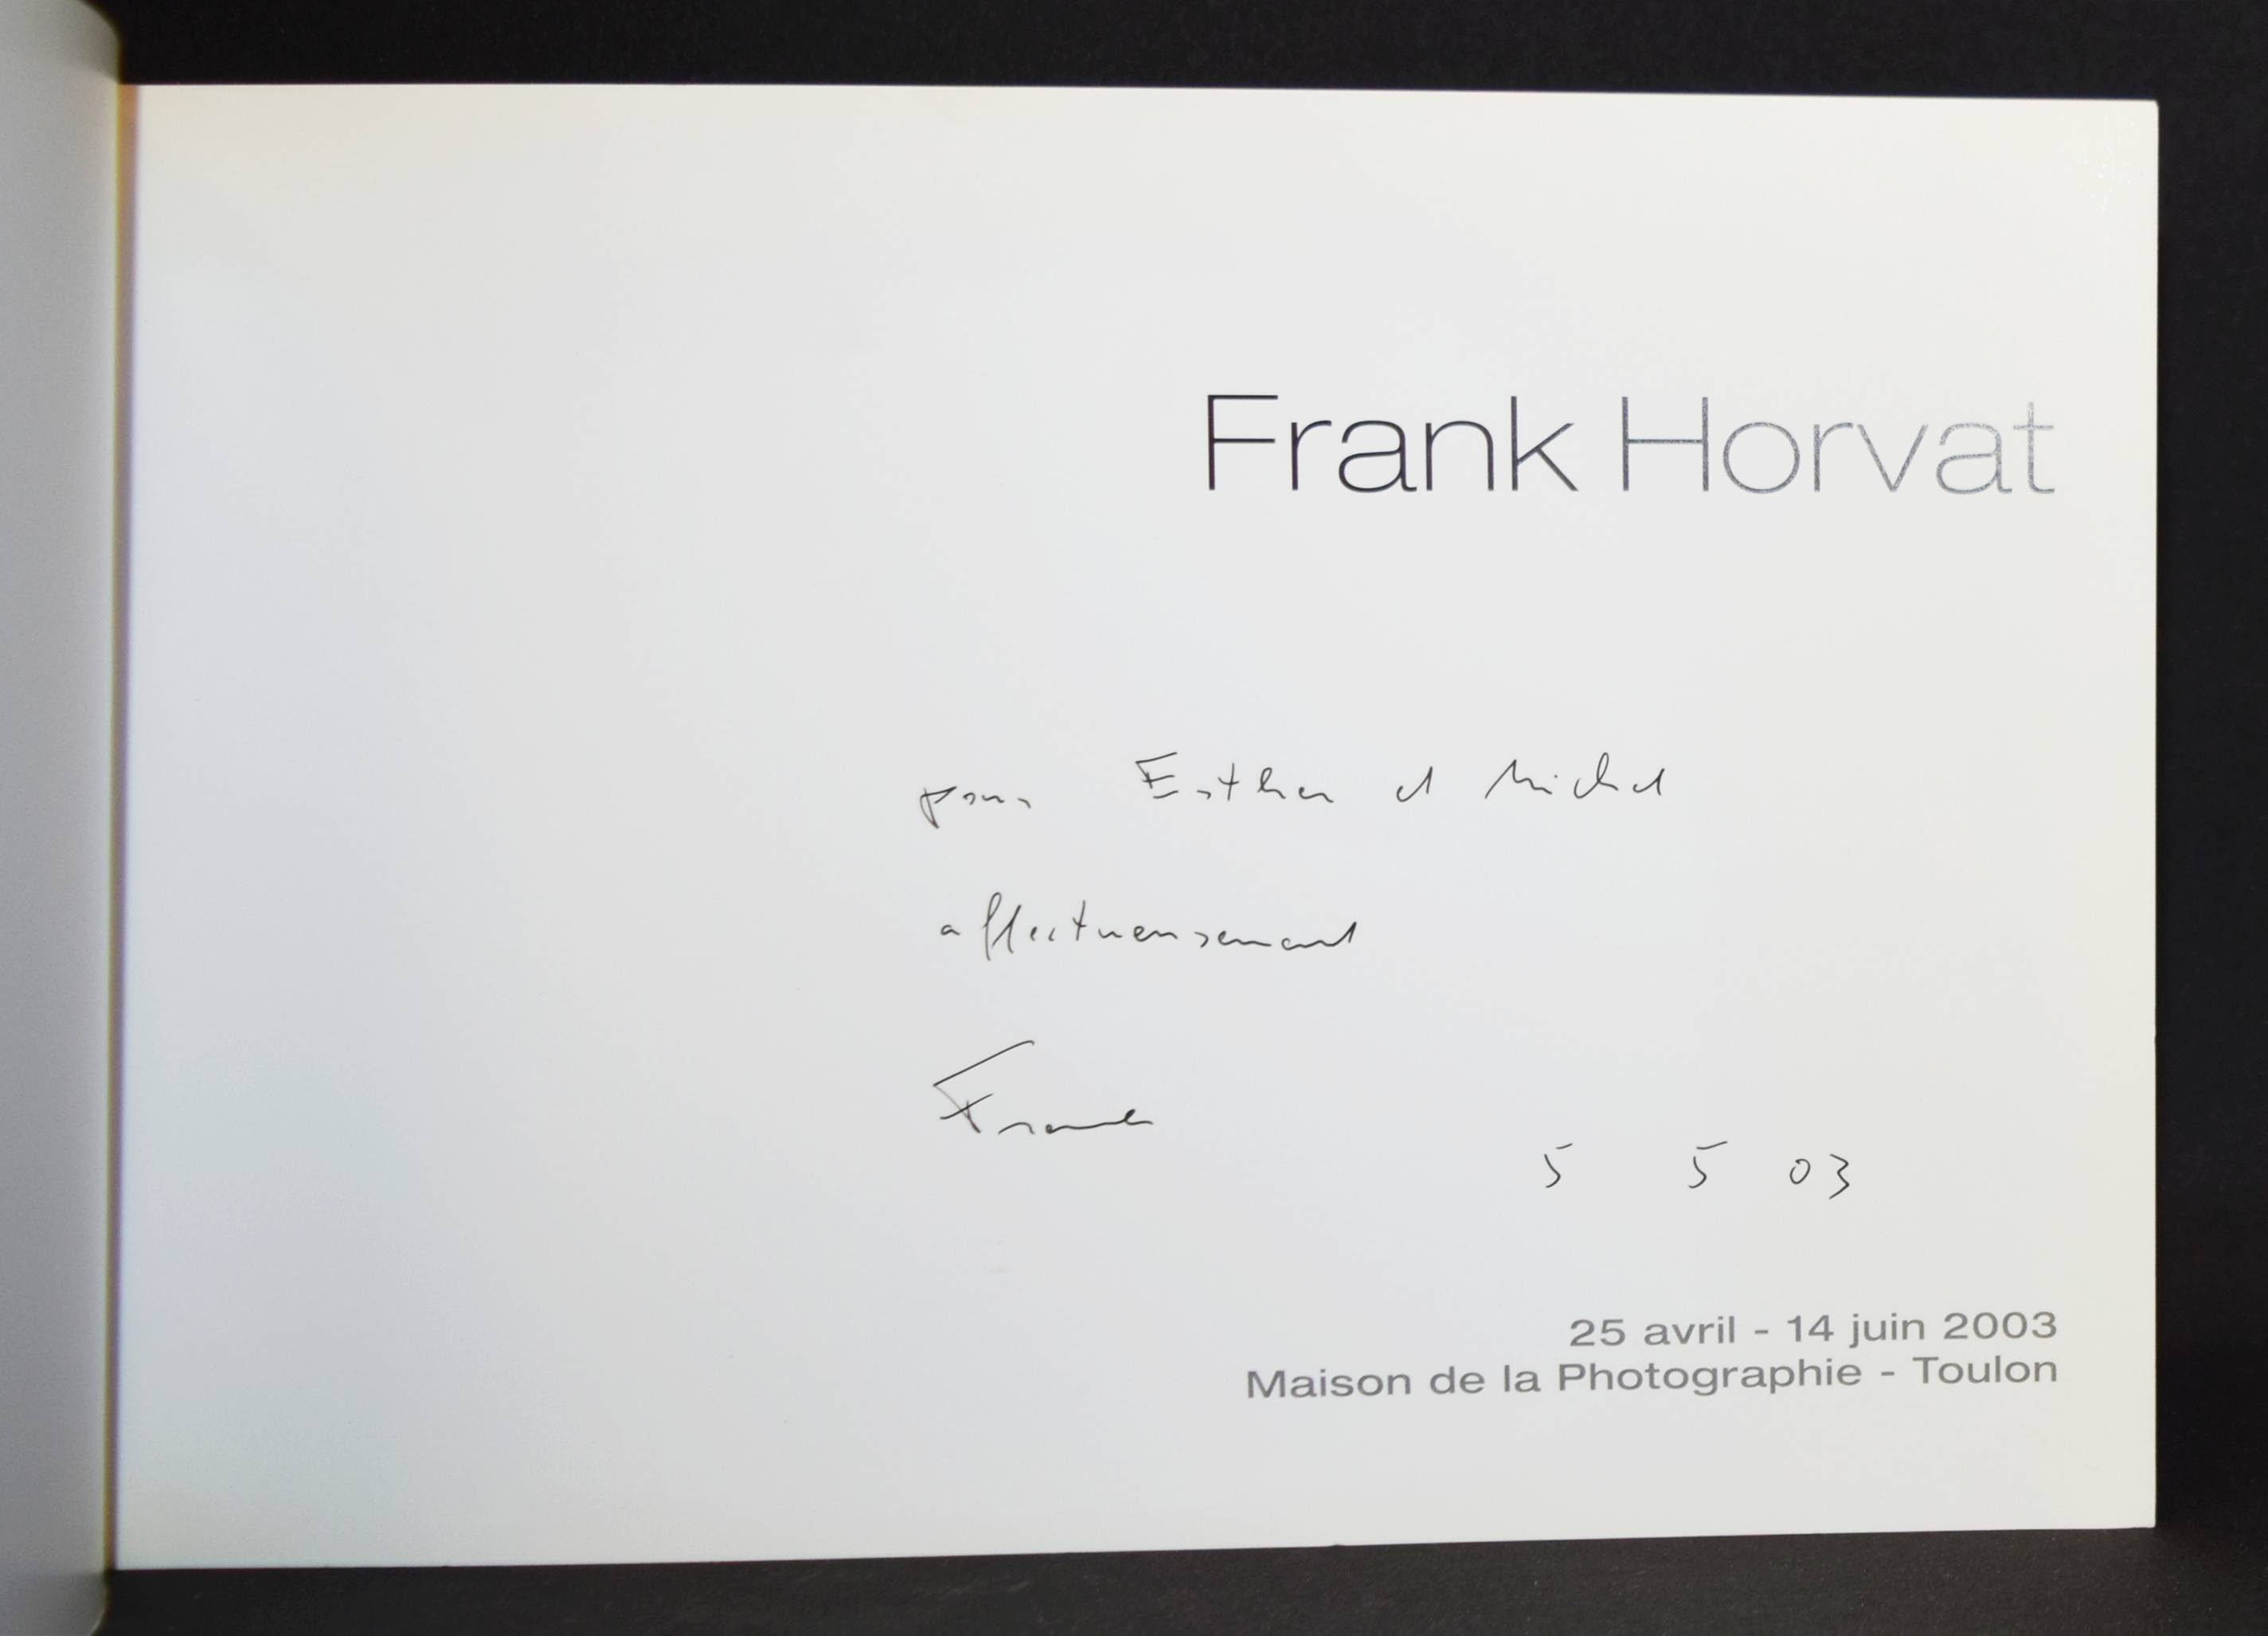 Frank Horvat
pour Esther et Michel
affectueusement
Frank
5 5 03
25 avril - 14 juin 2003
Maison de la Photographie - Toulon